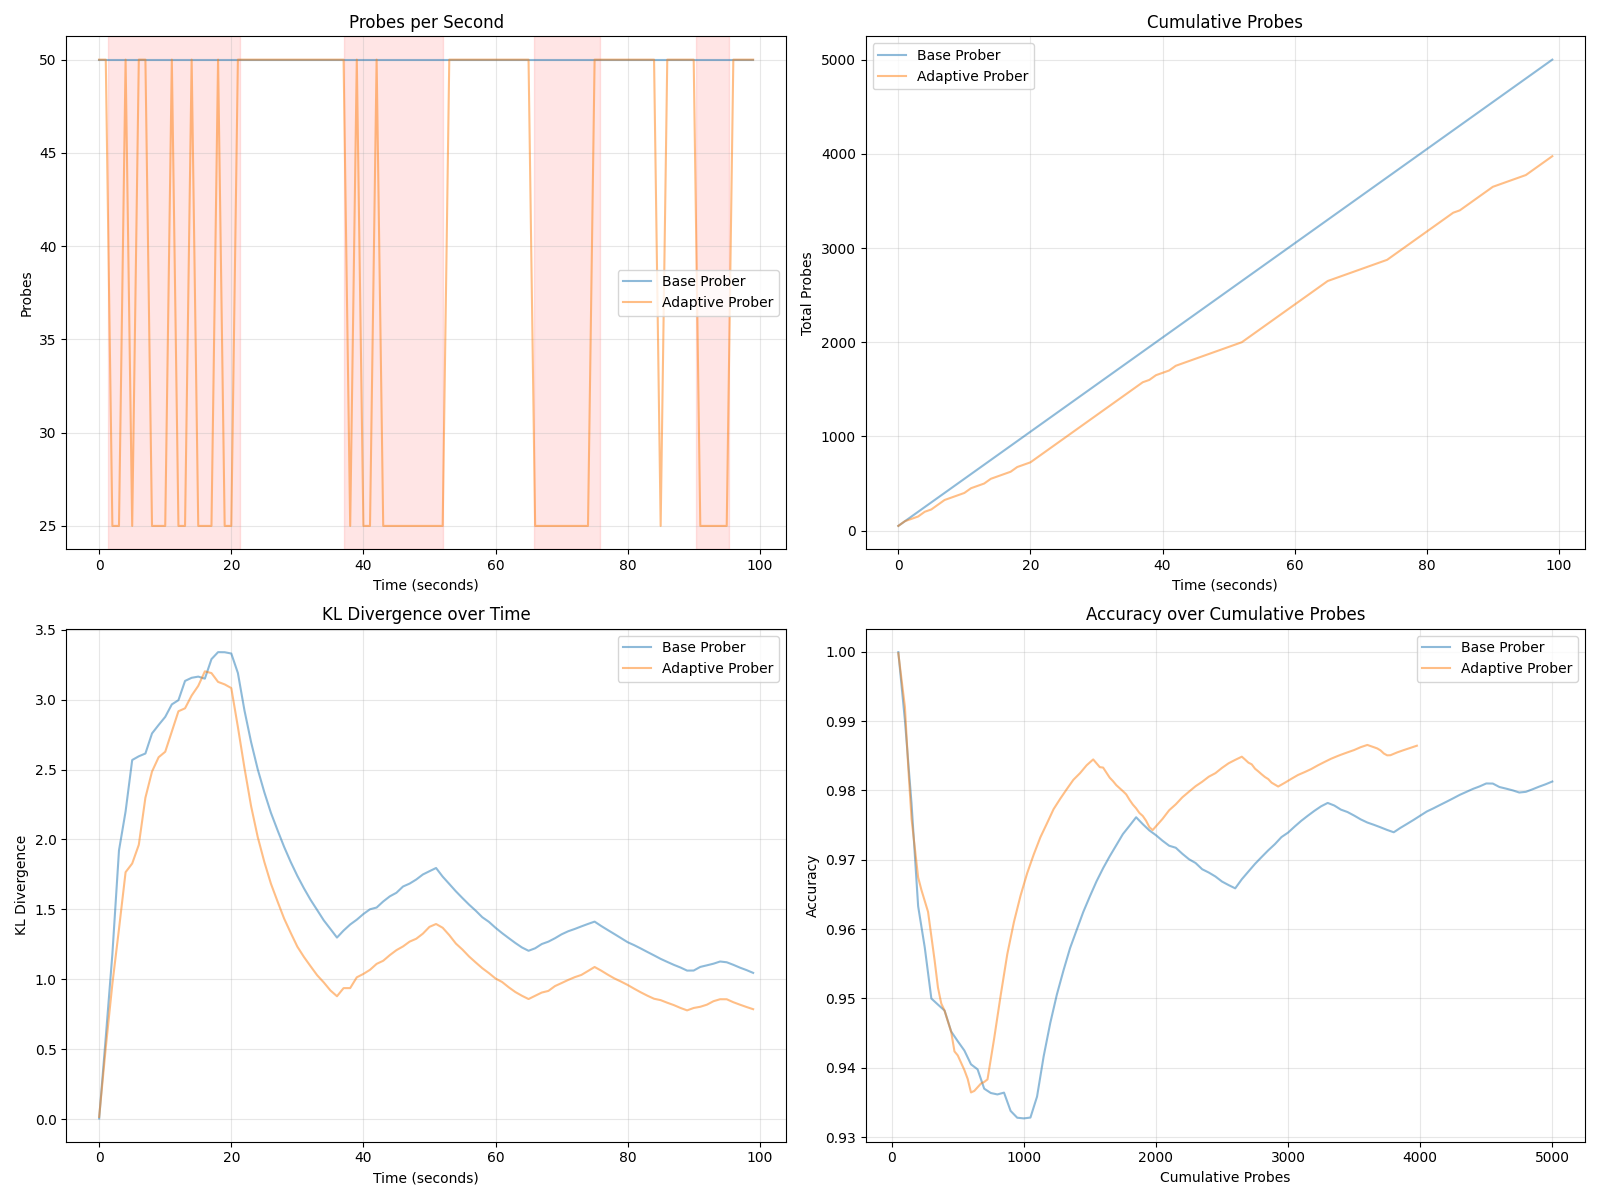 Probes per Second
50
45
40
35
30
25
Probes
Base Prober
Adaptive Prober
0 20 40 60 80 100
Time (seconds)
Cumulative Probes
Base Prober
Adaptive Prober
5000
4000
3000
2000
1000
0
Total Probes
0 20 40 60 80 100
Time (seconds)
KL Divergence over Time
3.5
3.0
2.5
2.0
1.5
1.0
0.5
0.0
KL Divergence
Base Prober
Adaptive Prober
0 20 40 60 80 100
Time (seconds)
Accuracy over Cumulative Probes
Base Prober
Adaptive Prober
1.00
0.99
0.98
0.97
0.96
0.95
0.94
0.93
Accuracy
0 1000 2000 3000 4000 5000
Cumulative Probes